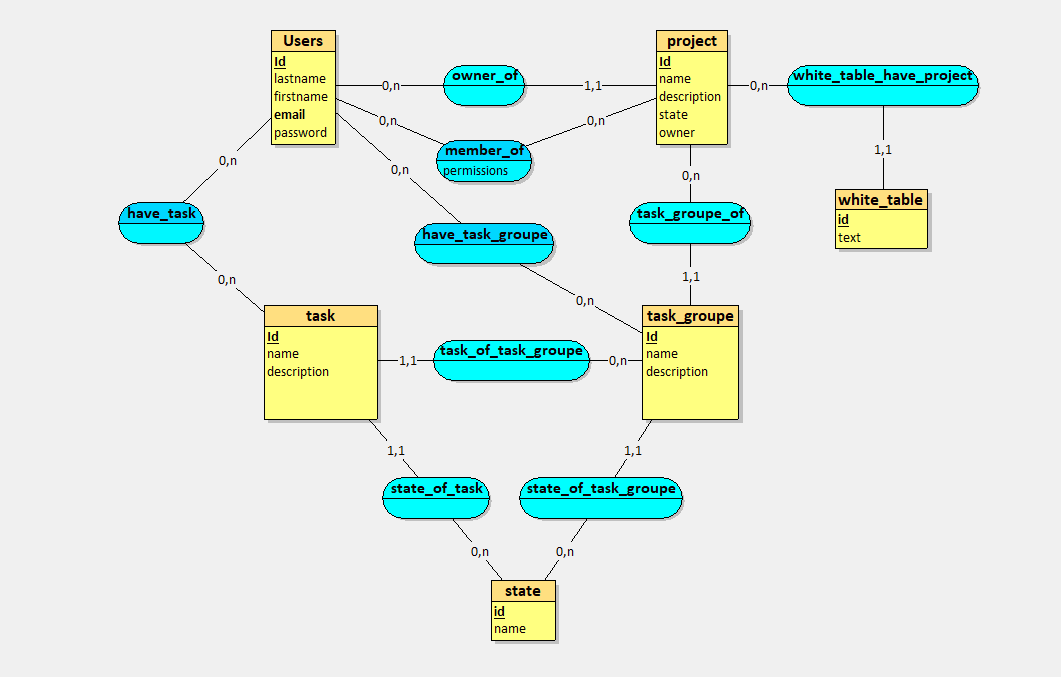 Users
Id
lastname
firstname
email
password
0,n
owner_of
1,1
project
Id
name
description
state
owner
0,n
white_table_have_project
1,1
white_table
id
text
0,n
member_of
permissions
0,n
0,n
have_task_groupe
0,n
0,n
have_task
0,n
0,n
task_groupe_of
1,1
task
Id
name
description
1,1
task_of_task_groupe
0,n
task_groupe
Id
name
description
1,1
state_of_task
0,n
1,1
state_of_task_groupe
0,n
state
id
name